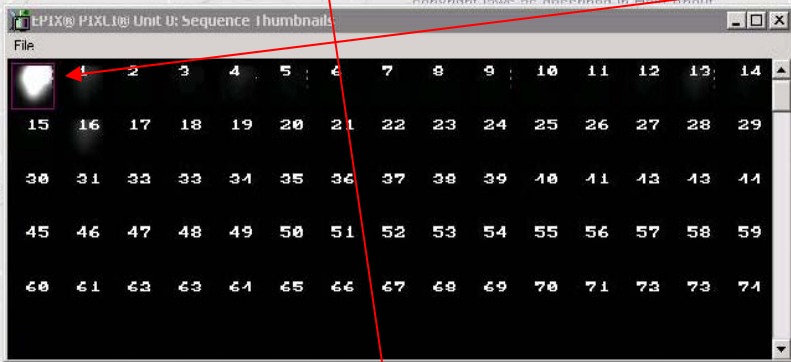 EPIX® PIXCI® Unit 0: Sequence Thumbnails
File
1 2 3 4 5 6 7 8 9 10 11 12 13 14
15 16 17 18 19 20 21 22 23 24 25 26 27 28 29
30 31 32 33 34 35 36 37 38 39 40 41 42 43 44
45 46 47 48 49 50 51 52 53 54 55 56 57 58 59
60 61 62 63 64 65 66 67 68 69 70 71 72 73 74